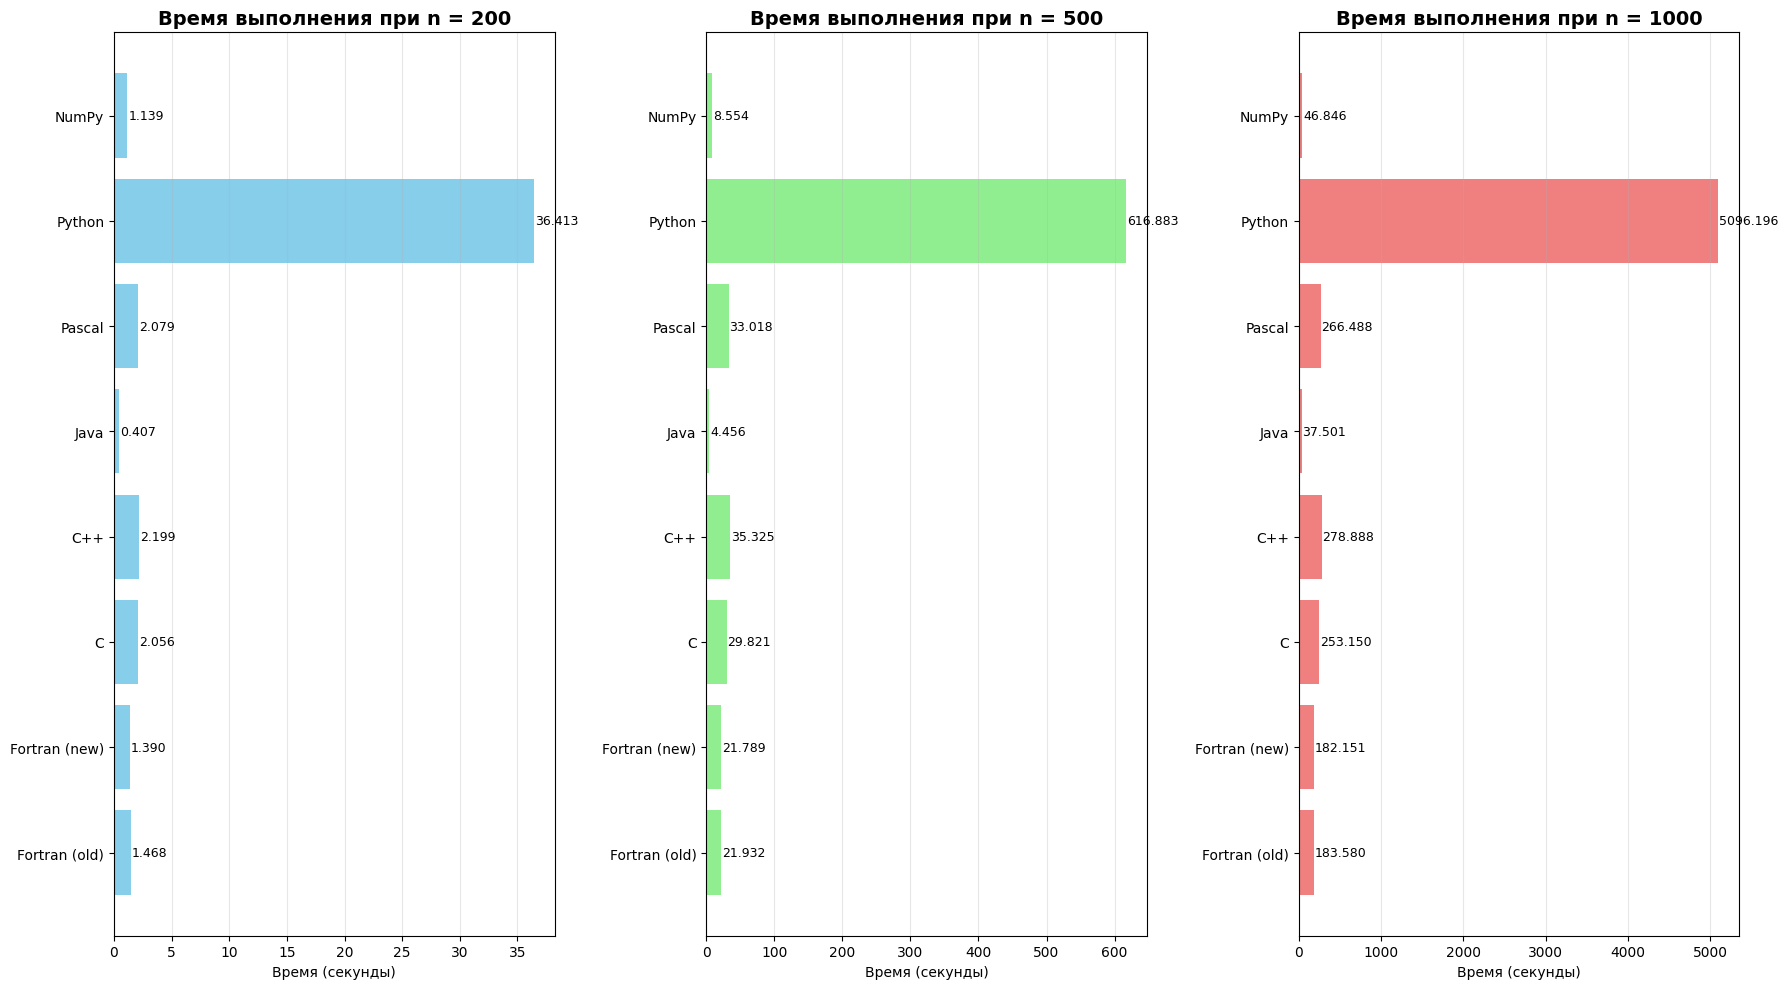 Время выполнения при n = 200
NumPy
1.139
Python
36.413
Pascal
2.079
Java
0.407
C++
2.199
C
2.056
Fortran (new)
1.390
Fortran (old)
1.468
0 5 10 15 20 25 30 35
Время (секунды)
Время выполнения при n = 500
NumPy
8.554
Python
616.883
Pascal
33.018
Java
4.456
C++
35.325
C
29.821
Fortran (new)
21.789
Fortran (old)
21.932
0 100 200 300 400 500 600
Время (секунды)
Время выполнения при n = 1000
NumPy
46.846
Python
5096.196
Pascal
266.488
Java
37.501
C++
278.888
C
253.150
Fortran (new)
182.151
Fortran (old)
183.580
0 1000 2000 3000 4000 5000
Время (секунды)